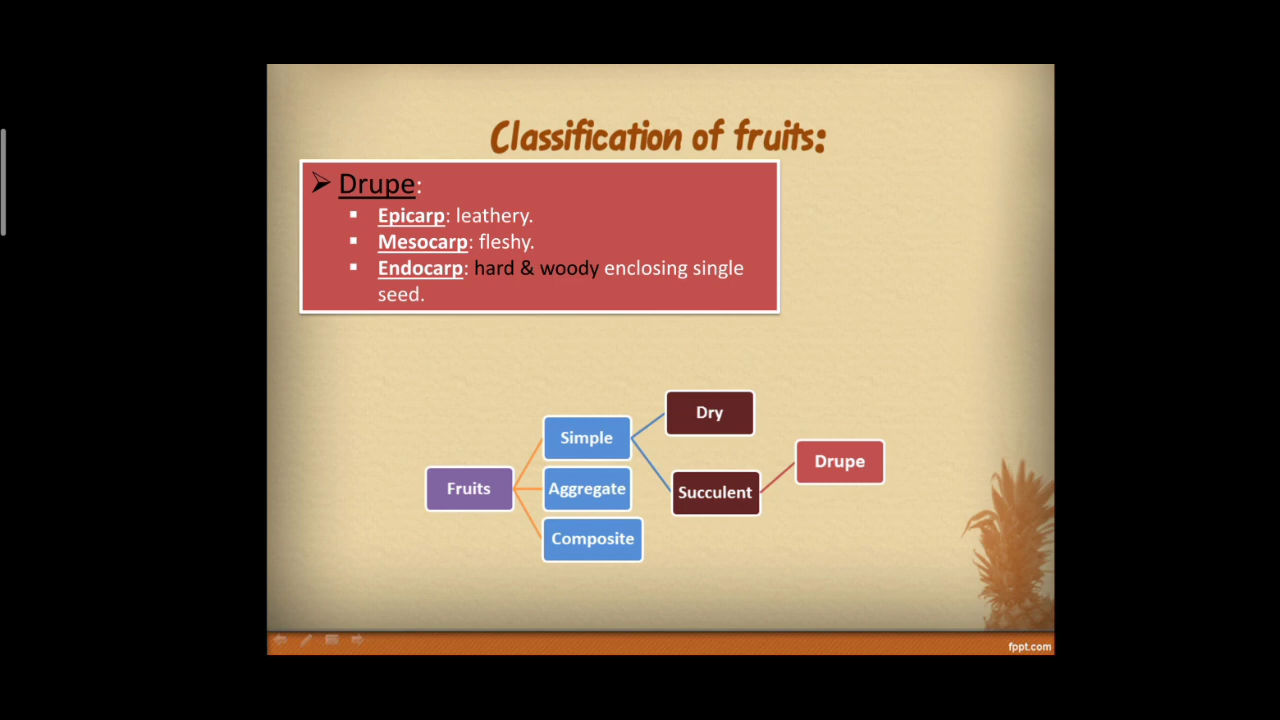 Classification of fruits:
Drupe:
Epicarp: leathery.
Mesocarp: fleshy.
Endocarp: hard & woody enclosing single
seed.
Dry
Simple
Drupe
Fruits
Aggregate
Succulent
Composite
fppt.com